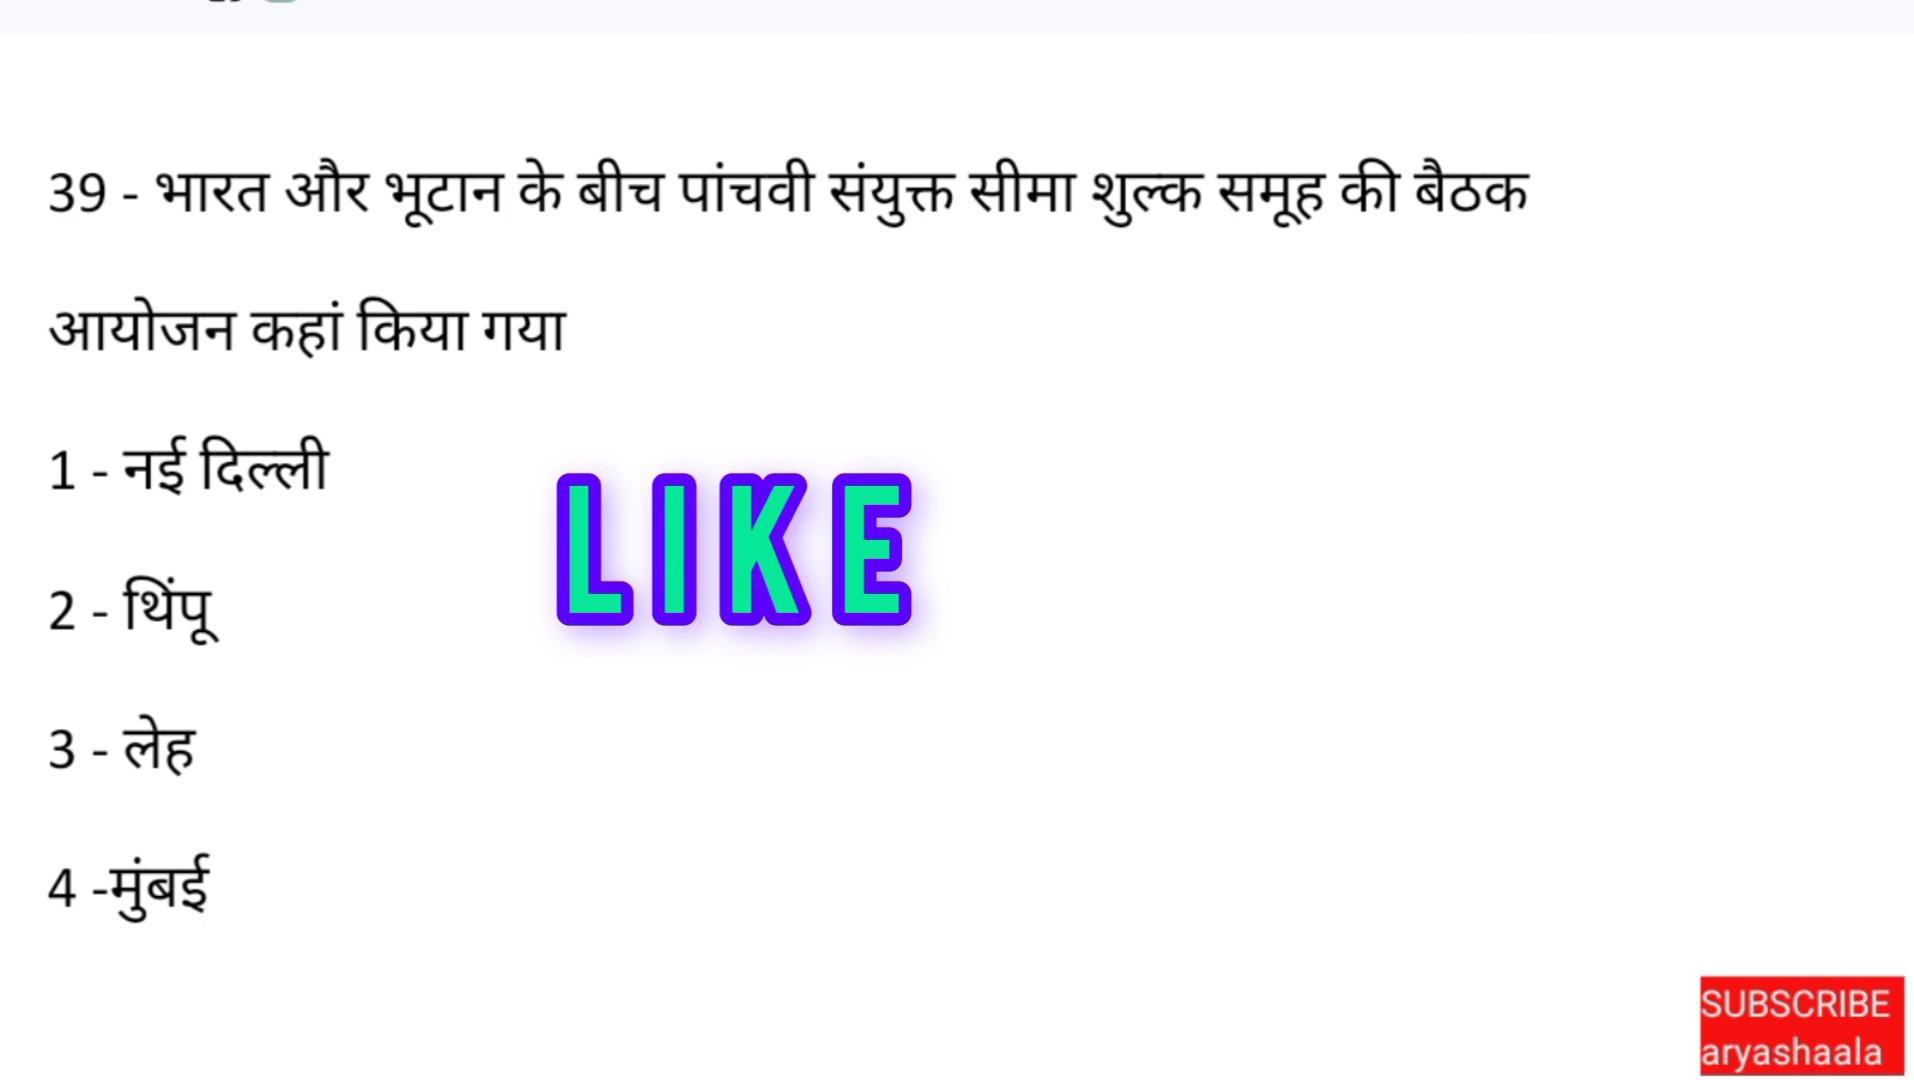 39 - भारत और भूटान के बीच पांचवी संयुक्त सीमा शुल्क समूह की बैठक
आयोजन कहां किया गया
1 - नई दिल्ली
LIKE
2 - थिंपू
3 - लेह
4 -मुंबई
SUBSCRIBE
aryashaala